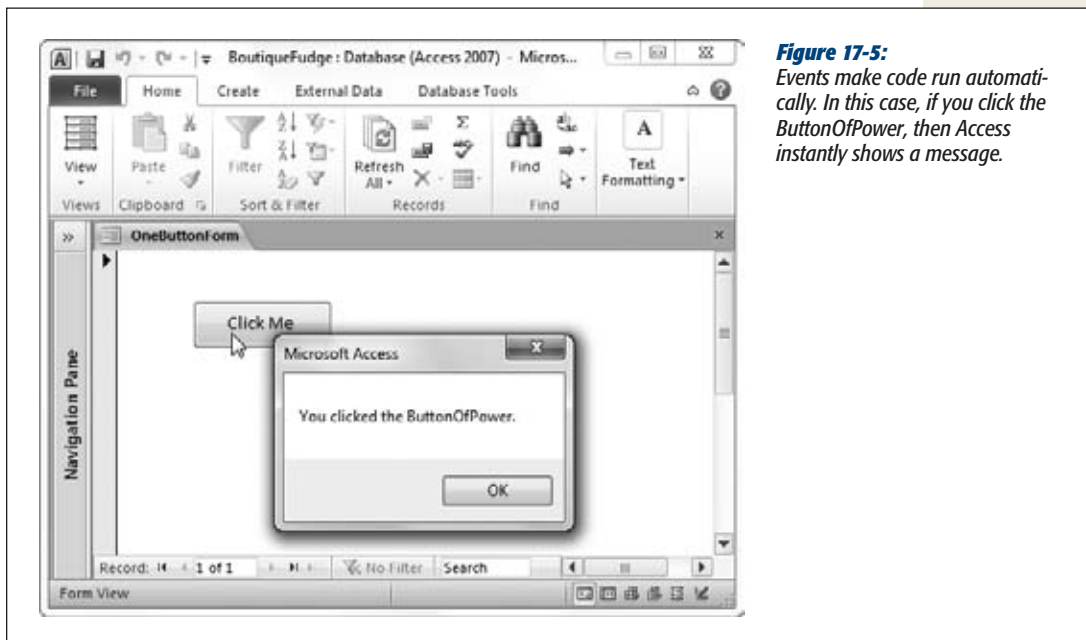 BoutiqueFudge : Database (Access 2007) - Micros...
File Home Create External Data Database Tools
View Paste Filter Refresh All Find A Text Formatting
Views Clipboard Sort & Filter Records Find
OneButtonForm
Navigation Pane
Click Me
Microsoft Access
You clicked the ButtonOfPower.
OK
Record: 1 of 1 No Filter Search
Form View
Figure 17-5:
Events make code run automati-
cally. In this case, if you click the
ButtonOfPower, then Access
instantly shows a message.